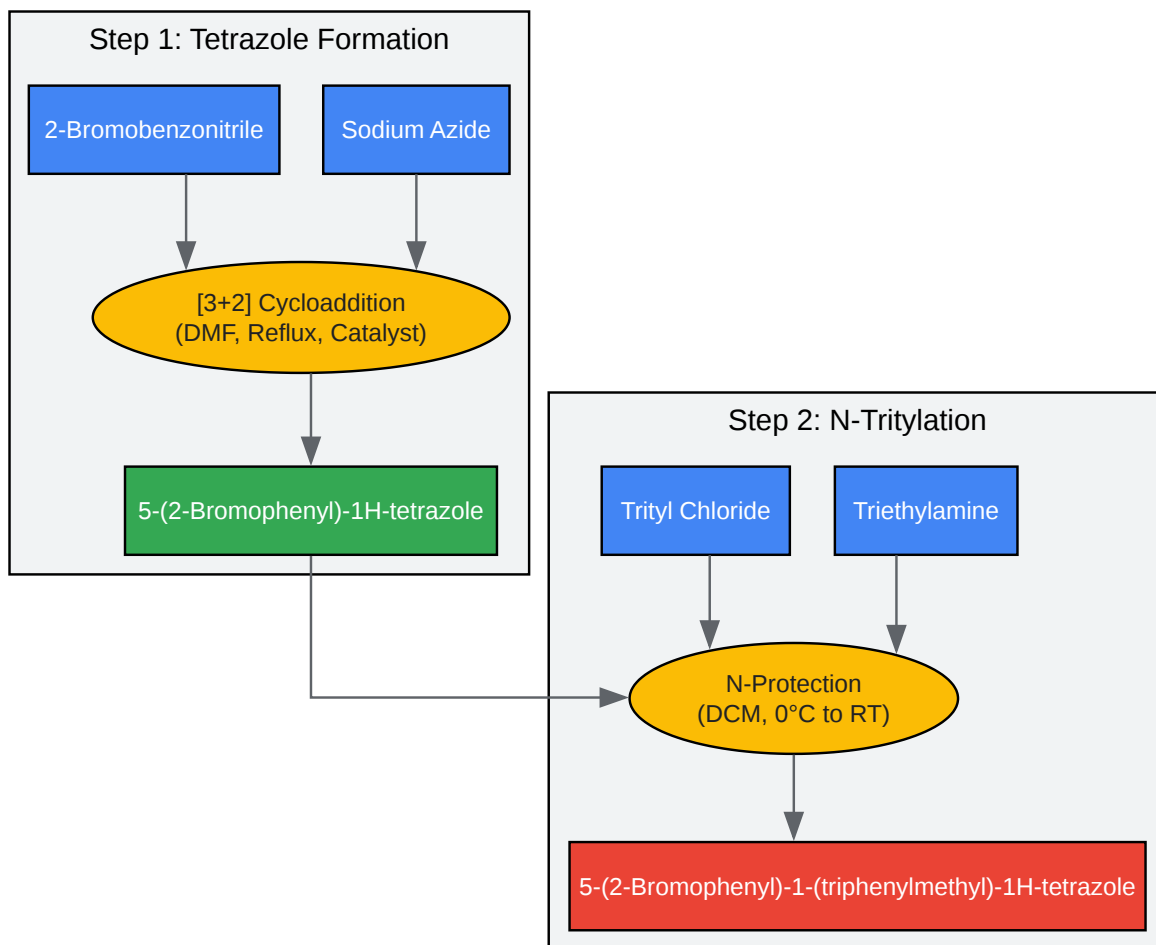 Step 1: Tetrazole Formation
2-Bromobenzonitrile
Sodium Azide
[3+2] Cycloaddition
(DMF, Reflux, Catalyst)
5-(2-Bromophenyl)-1H-tetrazole
Step 2: N-Tritylation
Trityl Chloride
Triethylamine
N-Protection
(DCM, 0°C to RT)
5-(2-Bromophenyl)-1-(triphenylmethyl)-1H-tetrazole